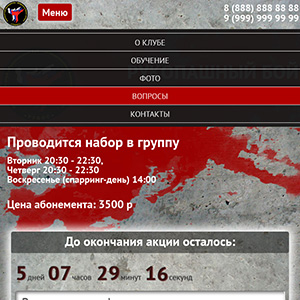 Меню
8 (888) 888 88 88
9 (999) 999 99 99
О КЛУБЕ
ОБУЧЕНИЕ
ФОТО
ВОПРОСЫ
КОНТАКТЫ
Проводится набор в группу
Вторник 20:30 - 22:30,
Четверг 20:30 - 22:30
Воскресенье (спарринг-день) 14:00
Цена абонемента: 3500 р
До окончания акции осталось:
5 дней 07 часов 29 минут 16 секунд